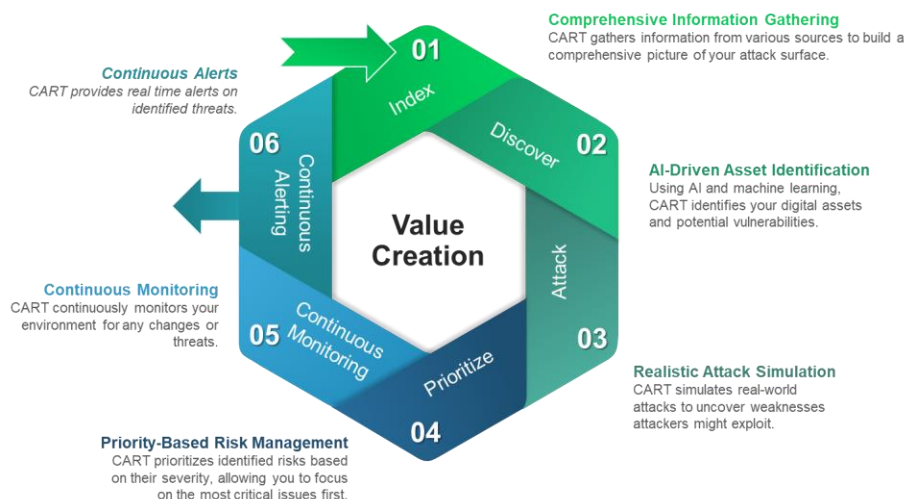 Comprehensive Information Gathering
CART gathers information from various sources to build a
comprehensive picture of your attack surface.
01
Index
02
Discover
AI-Driven Asset Identification
Using AI and machine learning,
CART identifies your digital assets
and potential vulnerabilities.
03
Attack
Realistic Attack Simulation
CART simulates real-world
attacks to uncover weaknesses
attackers might exploit.
04
Prioritize
Priority-Based Risk Management
CART prioritizes identified risks based
on their severity, allowing you to focus
on the most critical issues first.
05
Continuous
Monitoring
Continuous Monitoring
CART continuously monitors your
environment for any changes or
threats.
06
Continuous
Alerting
Continuous Alerts
CART provides real time alerts on
identified threats.
Value
Creation